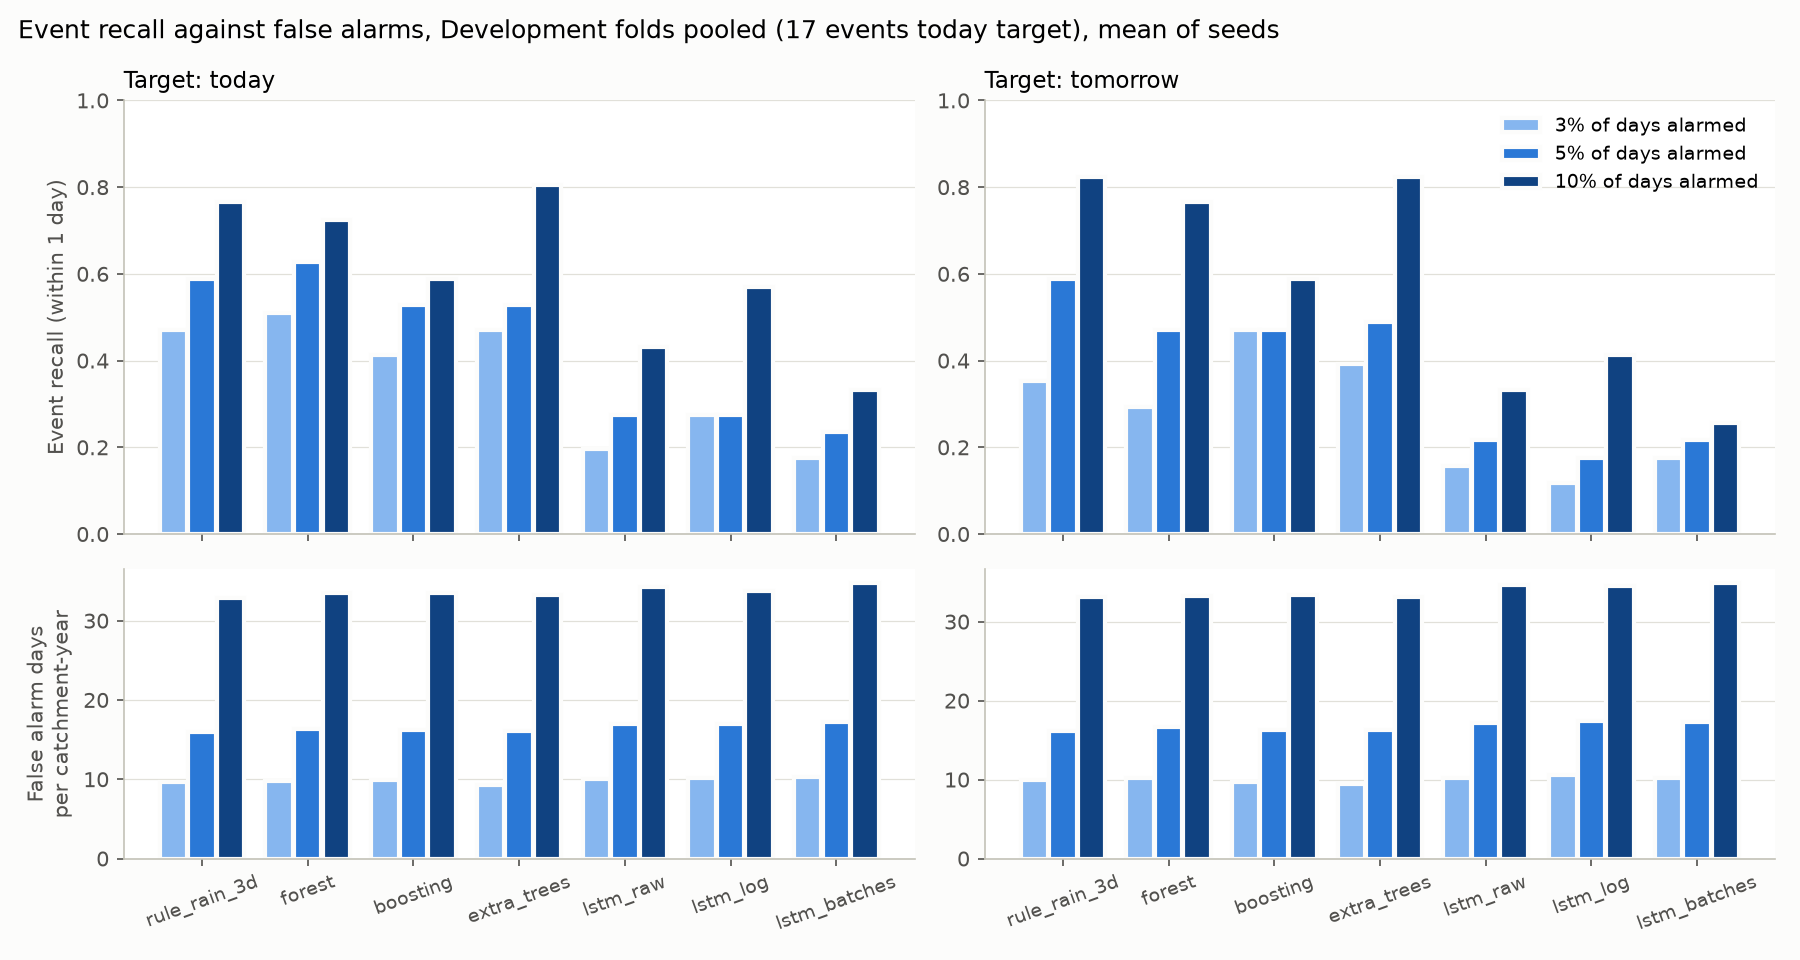 Event recall against false alarms, Development folds pooled (17 events today target), mean of seeds
Target: today
Target: tomorrow
Event recall (within 1 day)
1.0
0.8
0.6
0.4
0.2
0.0
1.0
0.8
0.6
0.4
0.2
0.0
3% of days alarmed
5% of days alarmed
10% of days alarmed
False alarm days
per catchment-year
30
20
10
0
30
20
10
0
rule_rain_3d
forest
boosting
extra_trees
lstm_raw
lstm_log
lstm_batches
rule_rain_3d
forest
boosting
extra_trees
lstm_raw
lstm_log
lstm_batches